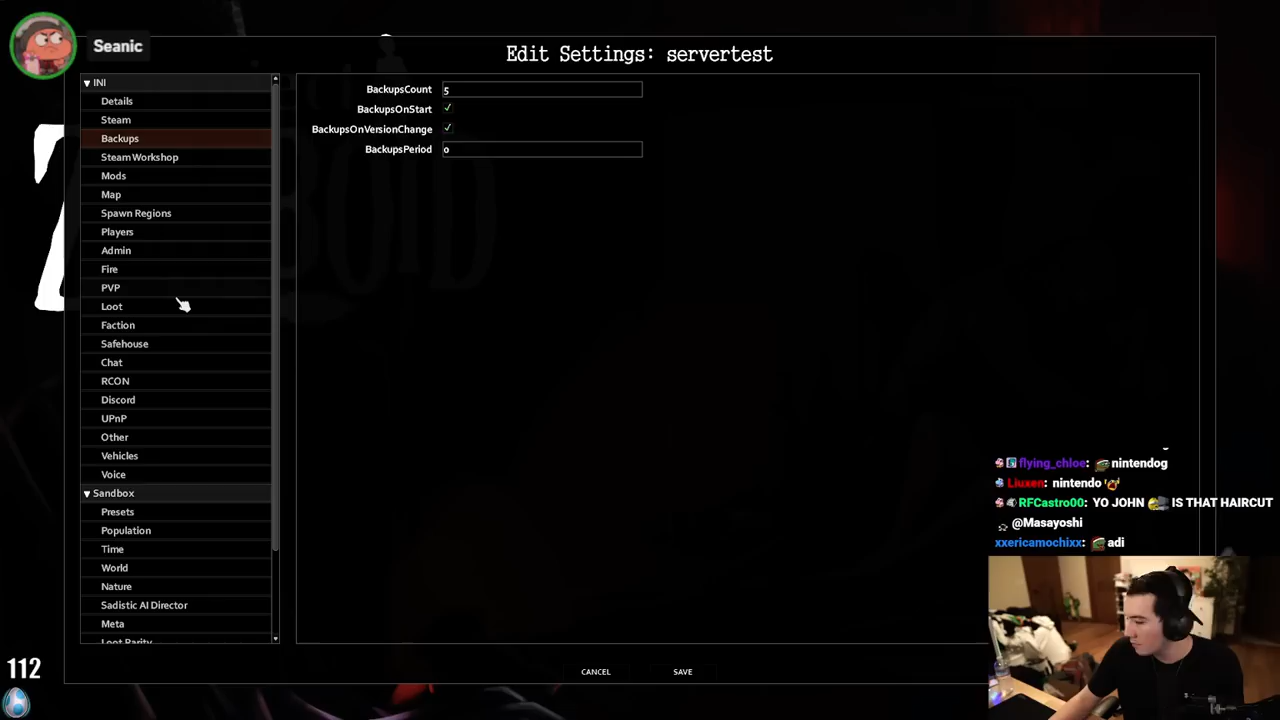 Seanic
Edit Settings: servertest
INI
Details
Steam
Backups
Steam Workshop
Mods
Map
Spawn Regions
Players
Admin
Fire
PVP
Loot
Faction
Safehouse
Chat
RCON
Discord
UPnP
Other
Vehicles
Voice
Sandbox
Presets
Population
Time
World
Nature
Sadistic AI Director
Meta
Loot Rarity
BackupsCount 5
BackupsOnStart
BackupsOnVersionChange
BackupsPeriod 0
CANCEL SAVE
flying_chloe: nintendog
Liuxen: nintendo
RFCastro00: YO JOHN IS THAT HAIRCUT
@Masayoshi
xxericamochixx: adi
112